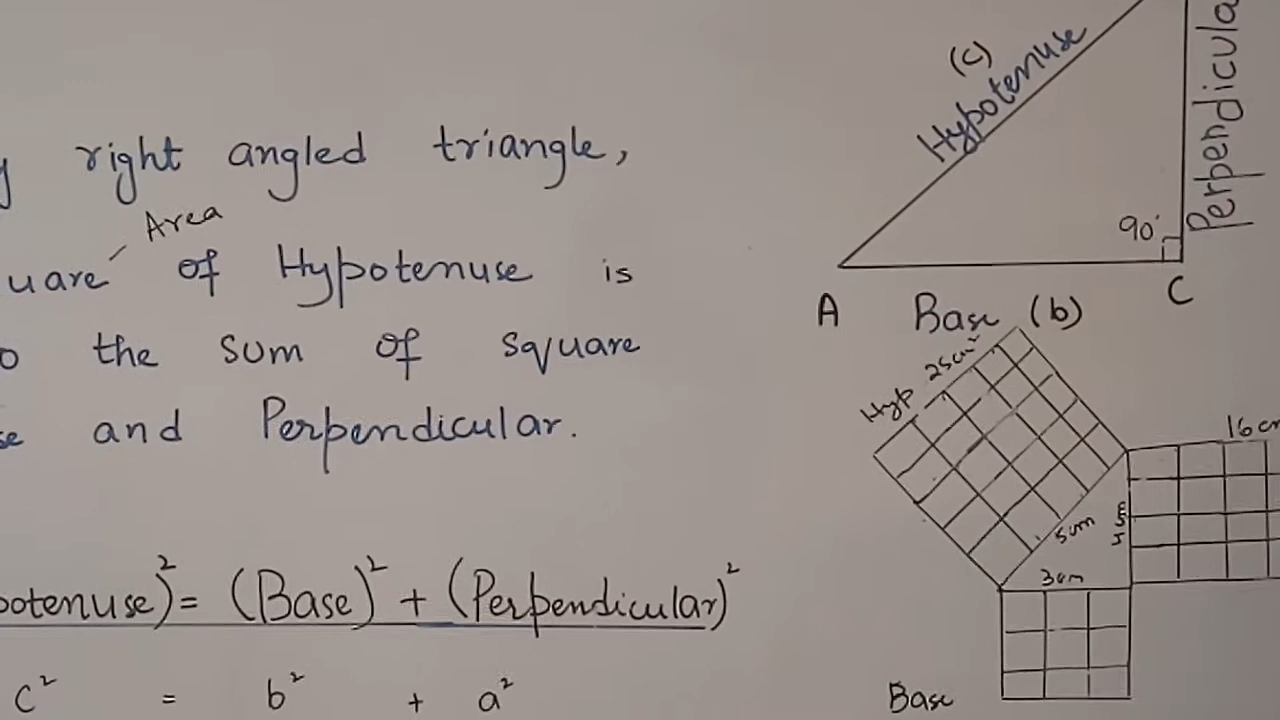 right angled triangle,
Area
uare of Hypotenuse is
the sum of square
and Perpendicular.
potenuse)² = (Base)² + (Perpendicular)²
c² = b² + a²
(c)
Hypotenuse
Perpendicula
90°
A
Base (b)
C
Hyp 25cm²
16cm
5cm
3cm
Base